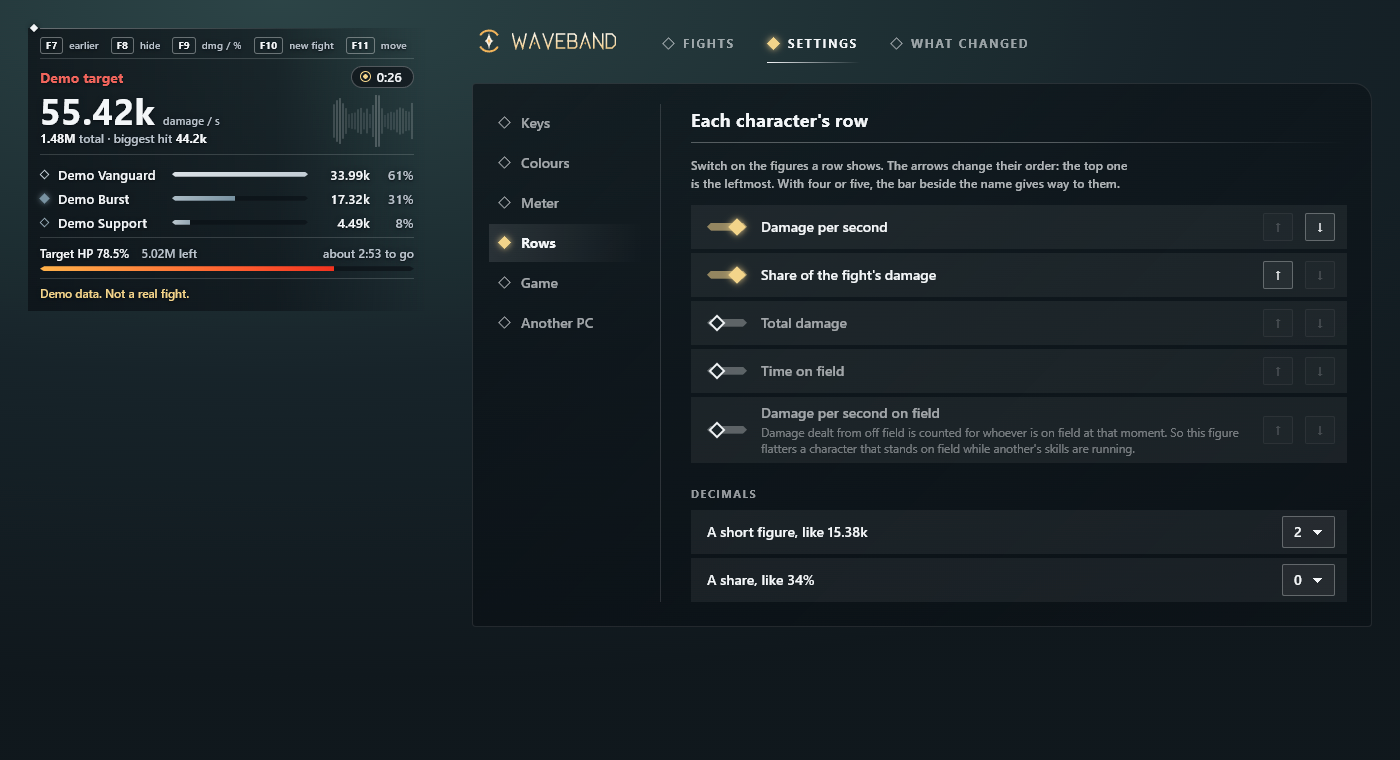 F7 earlier F8 hide F9 dmg / % F10 new fight F11 move
Demo target 0:26
55.42k damage / s
1.48M total · biggest hit 44.2k
Demo Vanguard 33.99k 61%
Demo Burst 17.32k 31%
Demo Support 4.49k 8%
Target HP 78.5% 5.02M left about 2:53 to go
Demo data. Not a real fight.
WAVEBAND FIGHTS SETTINGS WHAT CHANGED
Keys
Colours
Meter
Rows
Game
Another PC
Each character's row
Switch on the figures a row shows. The arrows change their order: the top one
is the leftmost. With four or five, the bar beside the name gives way to them.
Damage per second ↑ ↓
Share of the fight's damage ↑ ↓
Total damage ↑ ↓
Time on field ↑ ↓
Damage per second on field
Damage dealt from off field is counted for whoever is on field at that moment. So this figure
flatters a character that stands on field while another's skills are running. ↑ ↓
DECIMALS
A short figure, like 15.38k 2
A share, like 34% 0